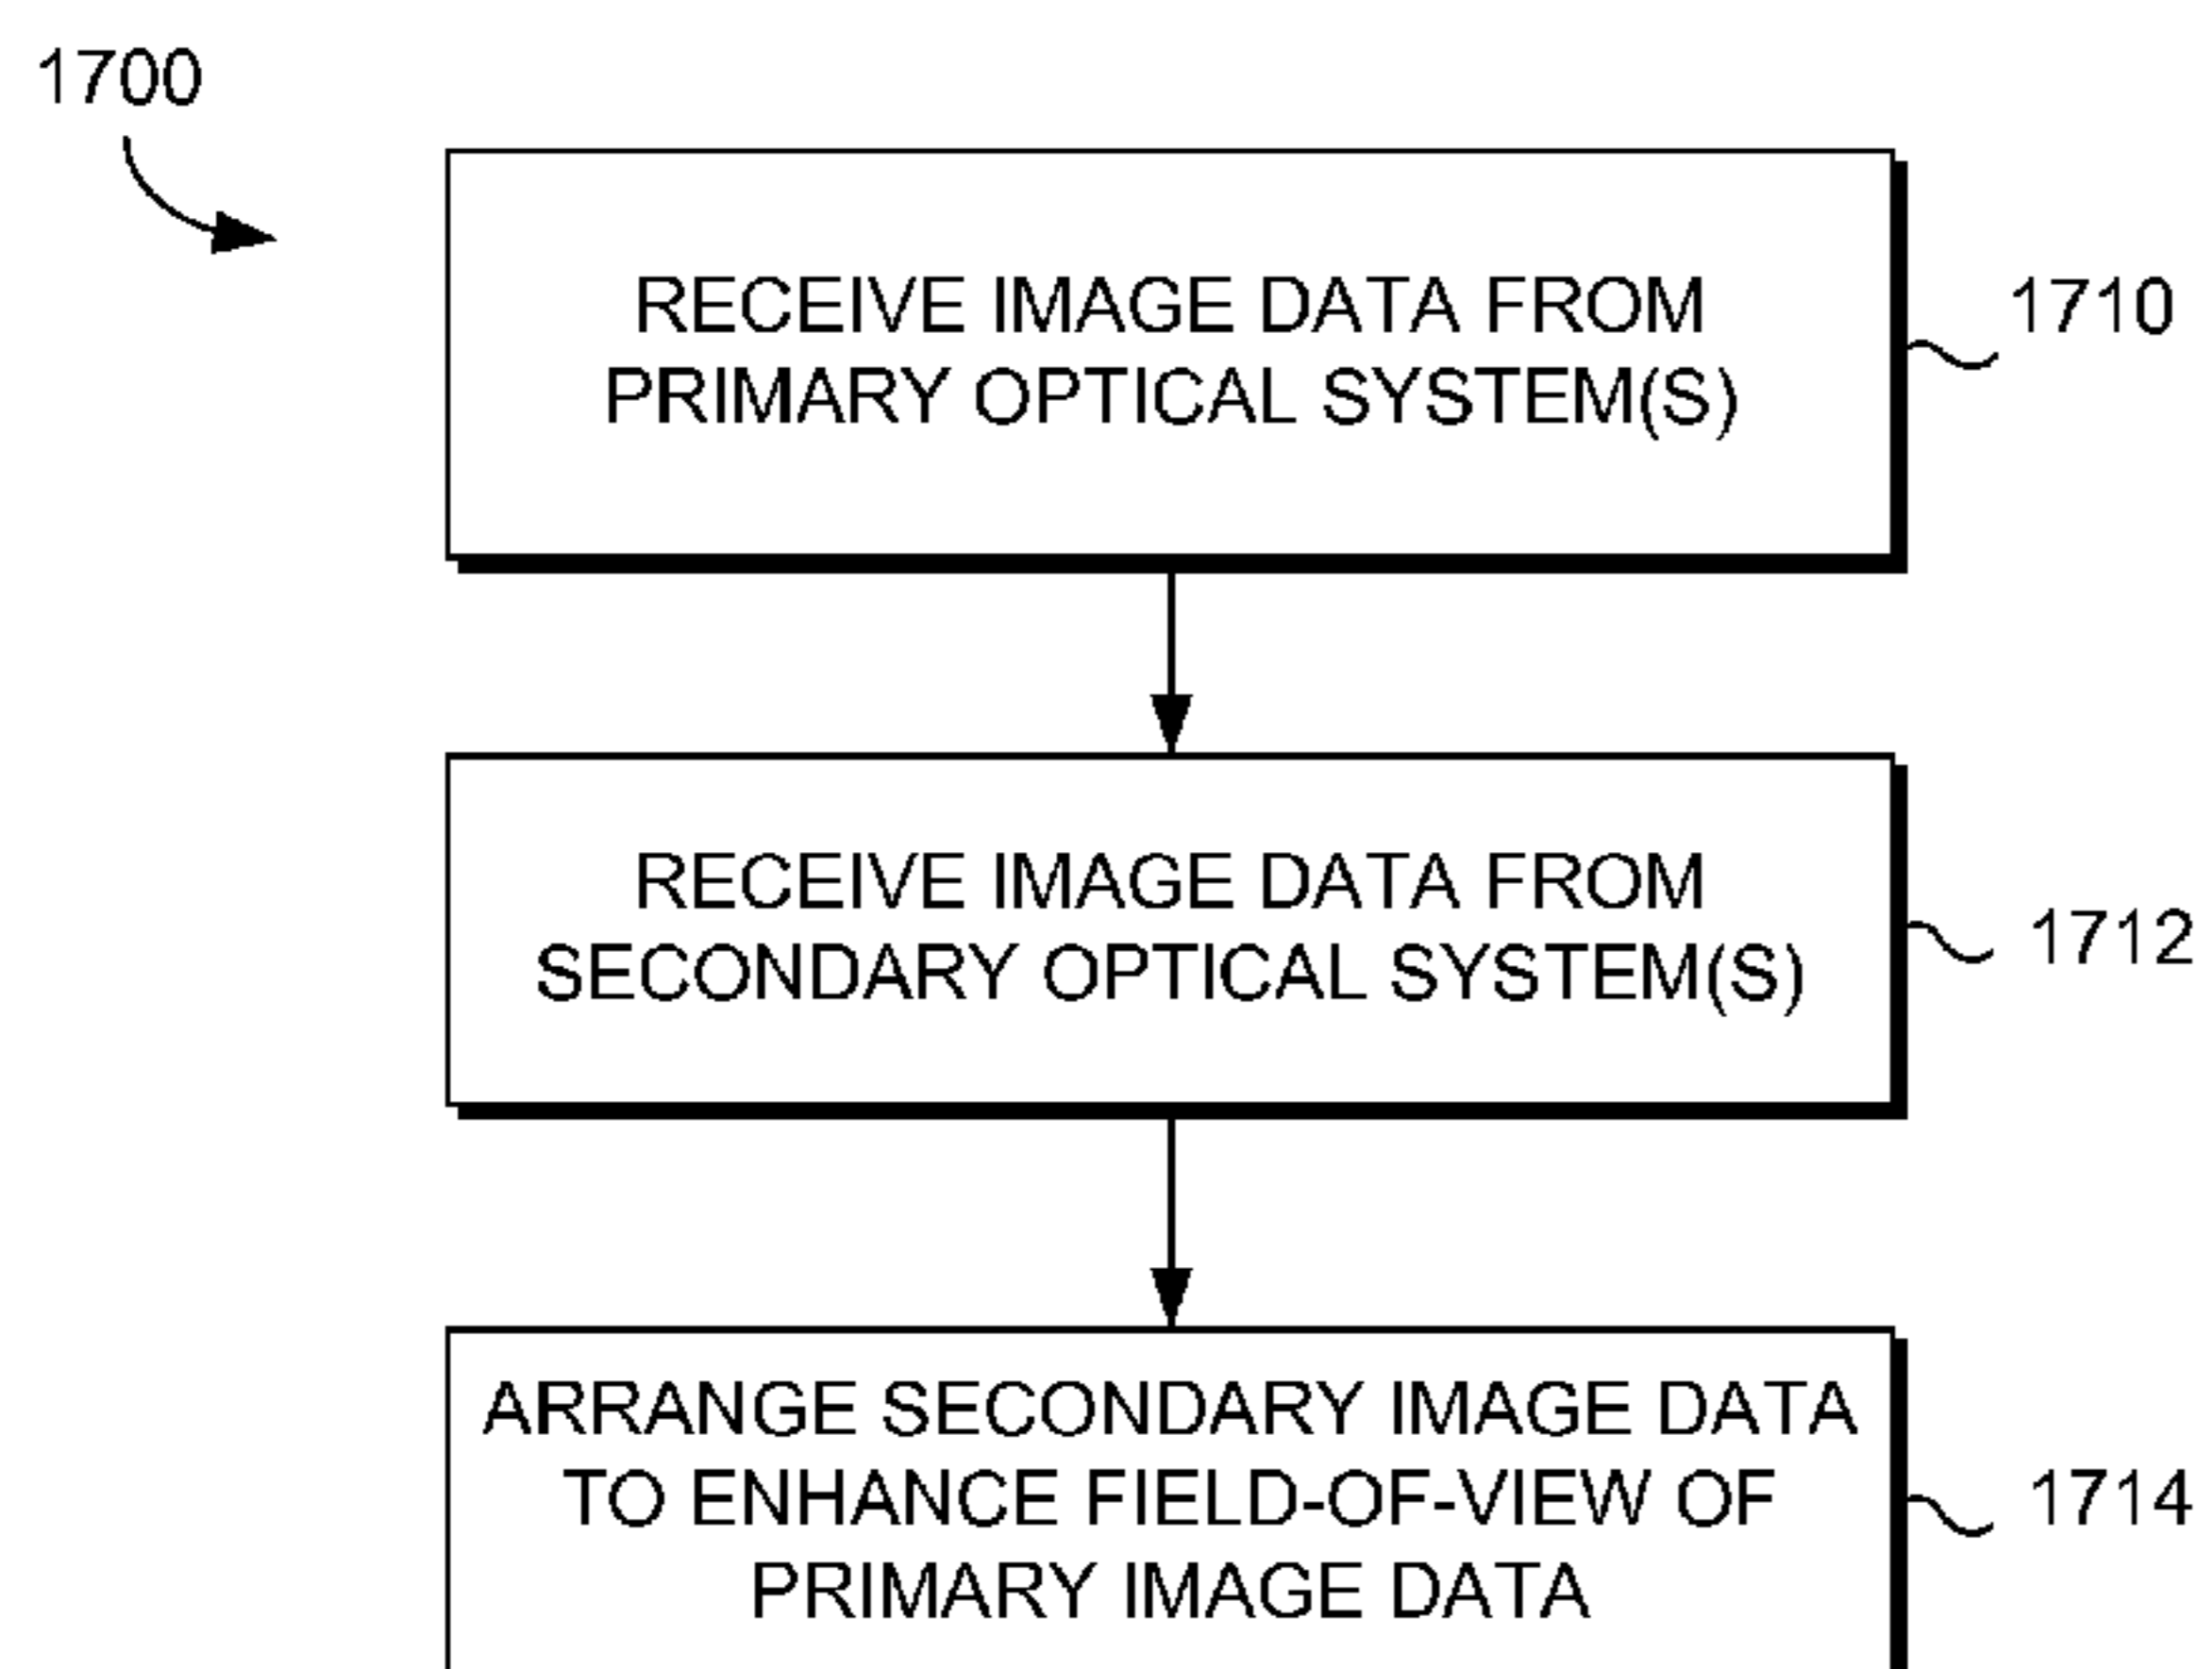 1700
RECEIVE IMAGE DATA FROM
PRIMARY OPTICAL SYSTEM(S)
1710
RECEIVE IMAGE DATA FROM
SECONDARY OPTICAL SYSTEM(S)
1712
ARRANGE SECONDARY IMAGE DATA
TO ENHANCE FIELD-OF-VIEW OF
PRIMARY IMAGE DATA
1714